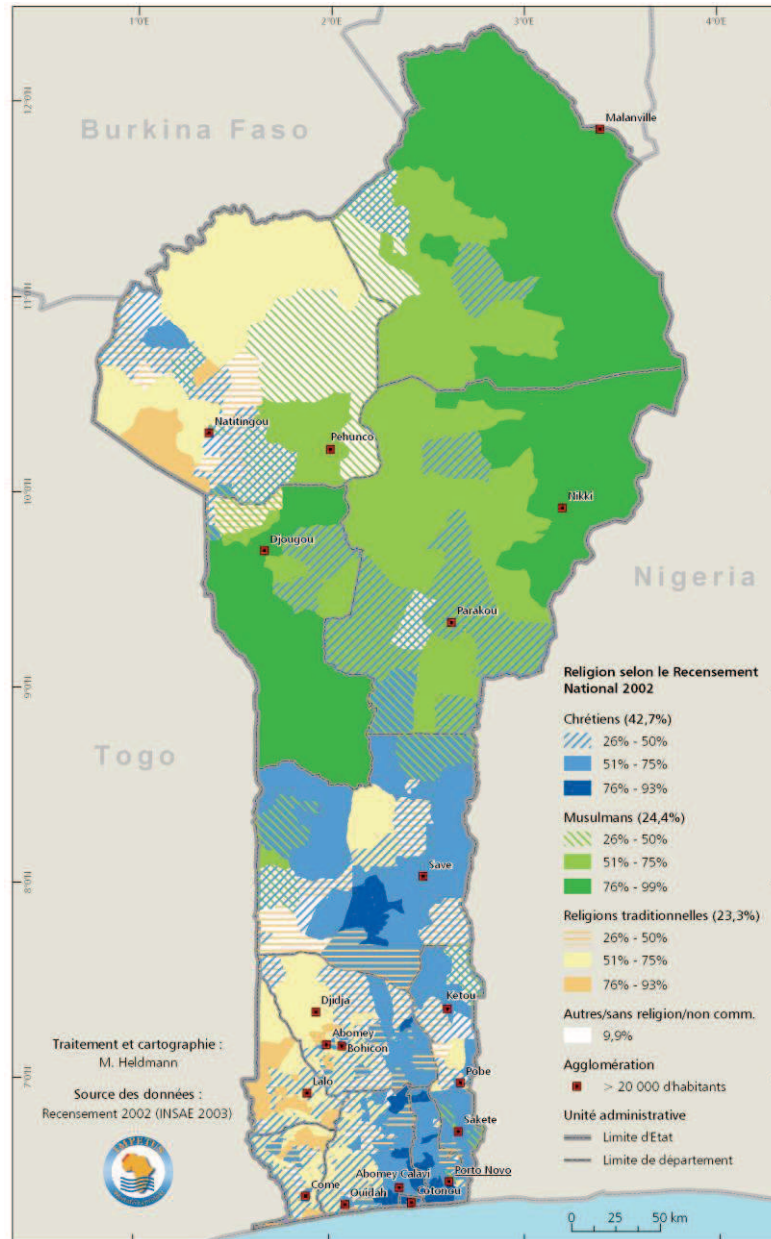 1°0'E
2°0'E
3°0'E
4°0'E
12°0'N
11°0'N
10°0'N
9°0'N
8°0'N
7°0'N
Burkina Faso
Malanville
Natitingou
Pehunco
Nikki
Djougou
Parakou
Nigeria
Togo
Save
Djidja
Ketou
Abomey
Bohicon
Lalo
Pobe
Sakete
Abomey Calavi
Porto Novo
Come
Ouidah
Cotonou
Religion selon le Recensement
National 2002
Chrétiens (42,7%)
26% - 50%
51% - 75%
76% - 93%
Musulmans (24,4%)
26% - 50%
51% - 75%
76% - 99%
Religions traditionnelles (23,3%)
26% - 50%
51% - 75%
76% - 93%
Autres/sans religion/non comm.
9,9%
Agglomération
> 20 000 d'habitants
Unité administrative
Limite d'Etat
Limite de département
0 25 50 km
Traitement et cartographie :
M. Heldmann
Source des données :
Recensement 2002 (INSAE 2003)
IMPETUS